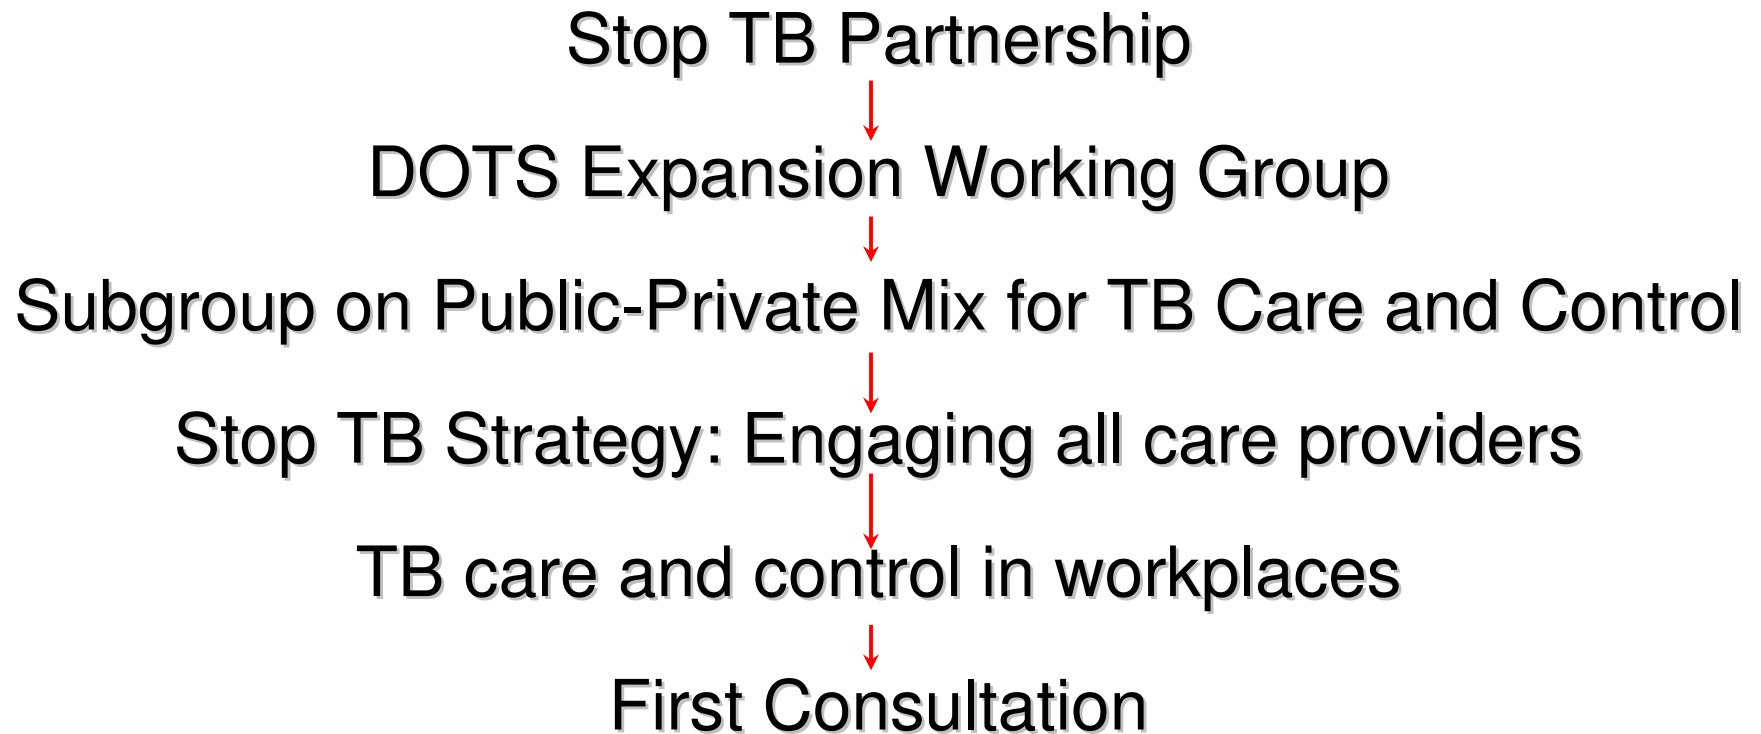 Stop TB Partnership
DOTS Expansion Working Group
Subgroup on Public-Private Mix for TB Care and Control
Stop TB Strategy: Engaging all care providers
TB care and control in workplaces
First Consultation